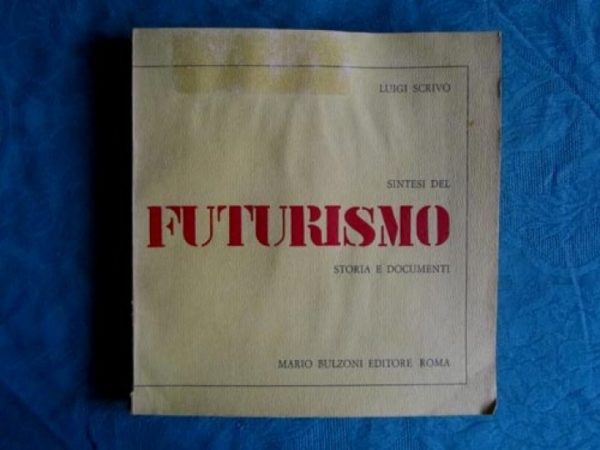 LUIGI SCRIVO
SINTESI DEL
FUTURISMO
STORIA E DOCUMENTI
MARIO BULZONI EDITORE ROMA